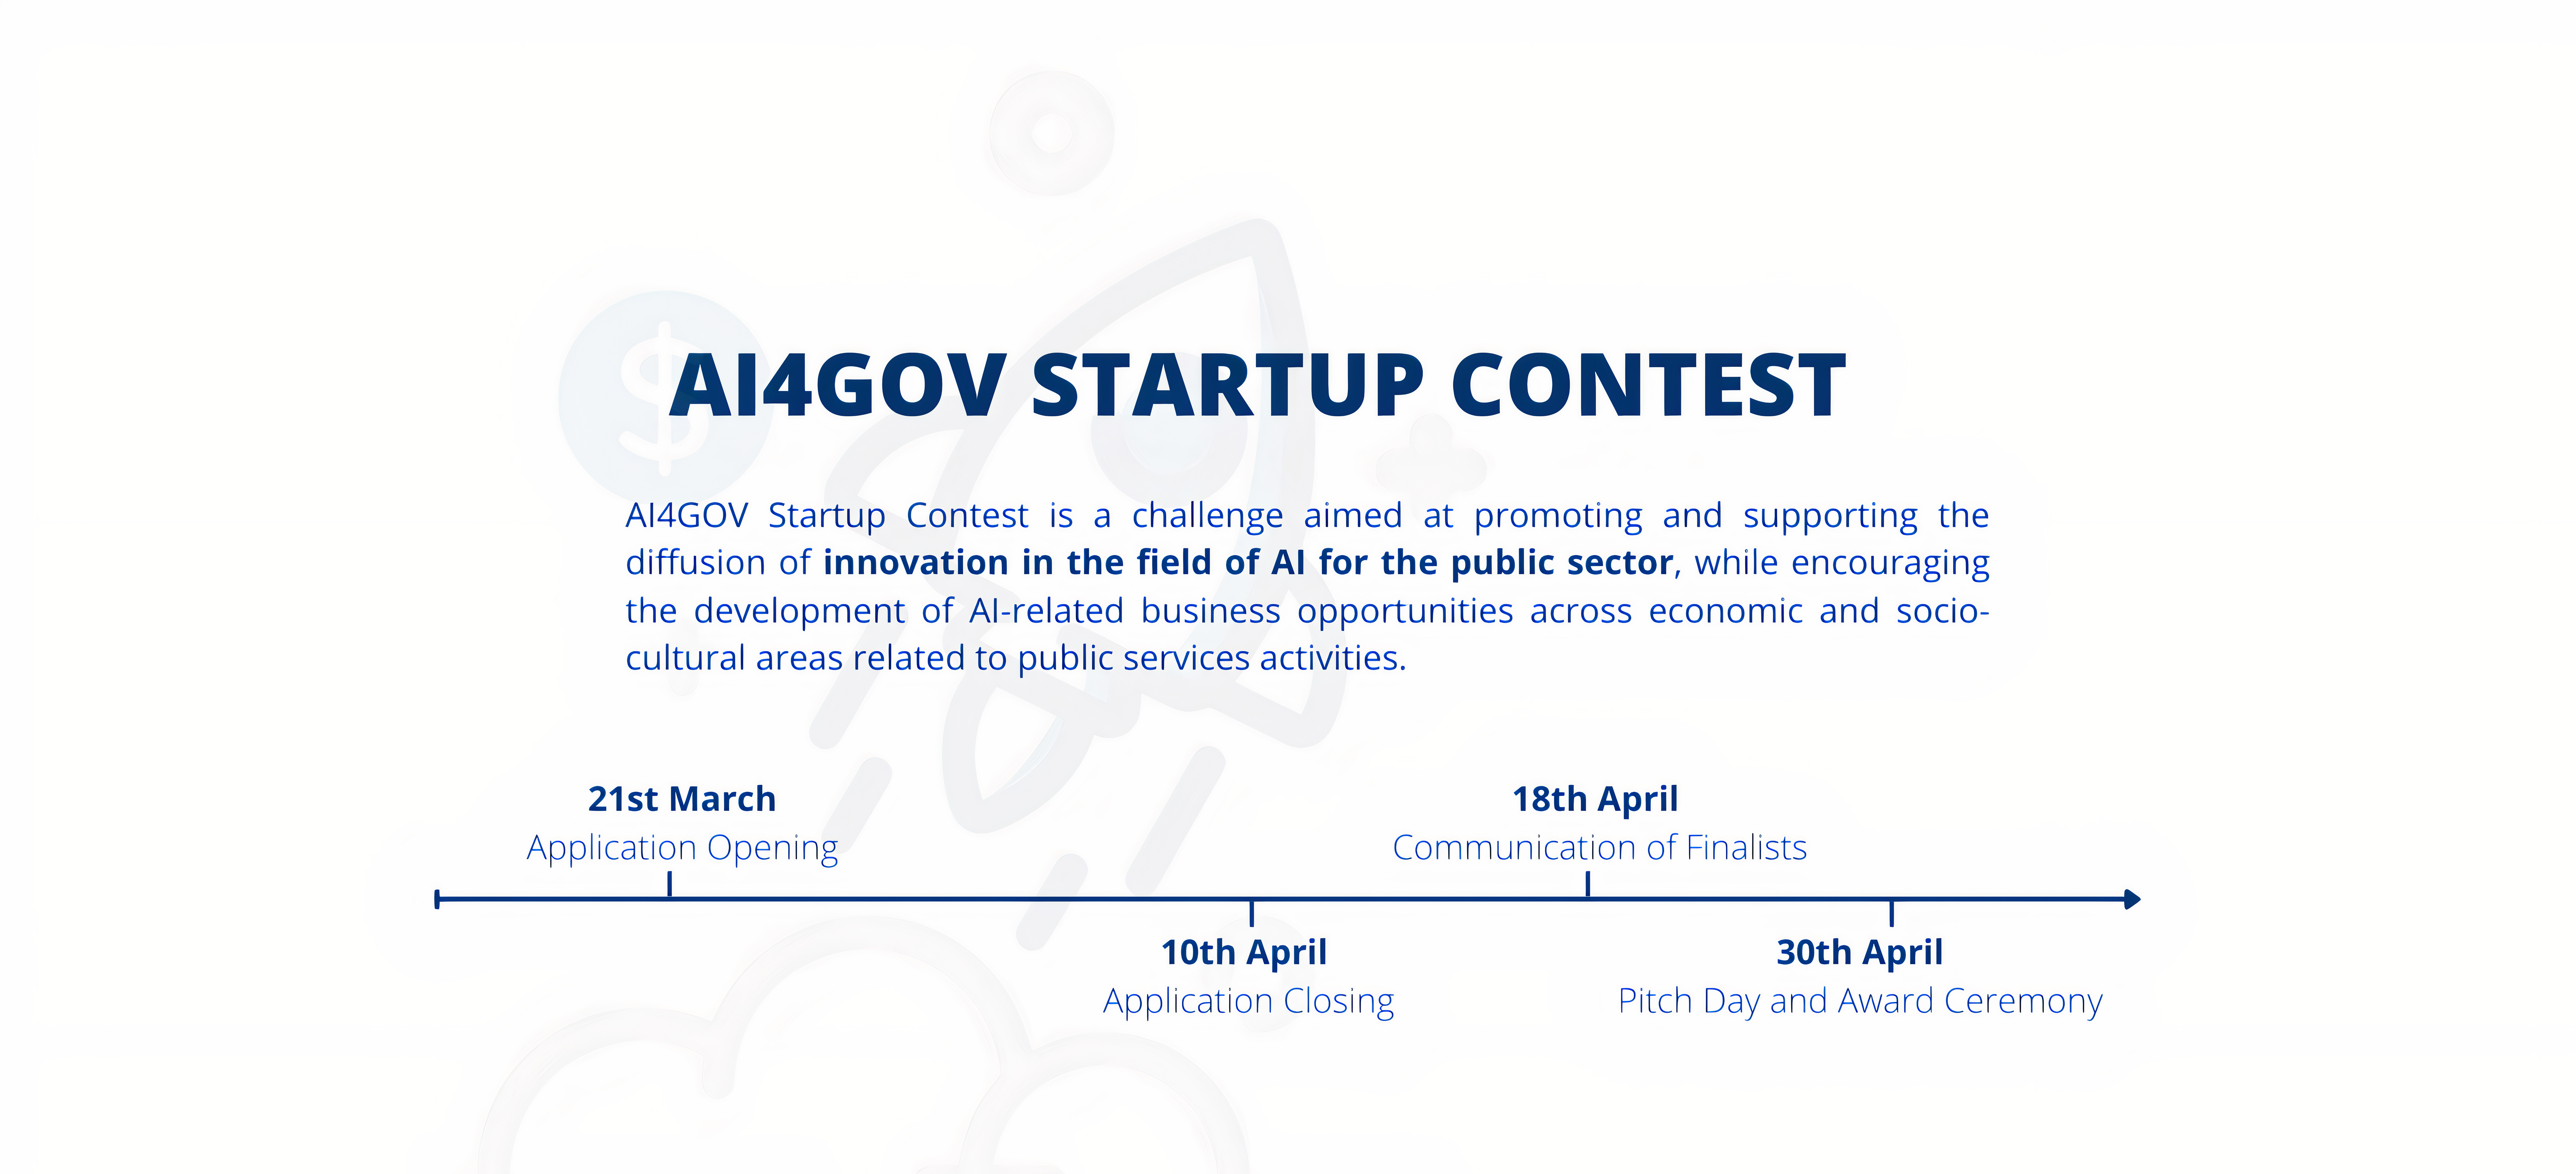 AI4GOV STARTUP CONTEST
AI4GOV Startup Contest is a challenge aimed at promoting and supporting the
diffusion of innovation in the field of AI for the public sector, while encouraging
the development of AI-related business opportunities across economic and socio-
cultural areas related to public services activities.
21st March
Application Opening
18th April
Communication of Finalists
10th April
Application Closing
30th April
Pitch Day and Award Ceremony